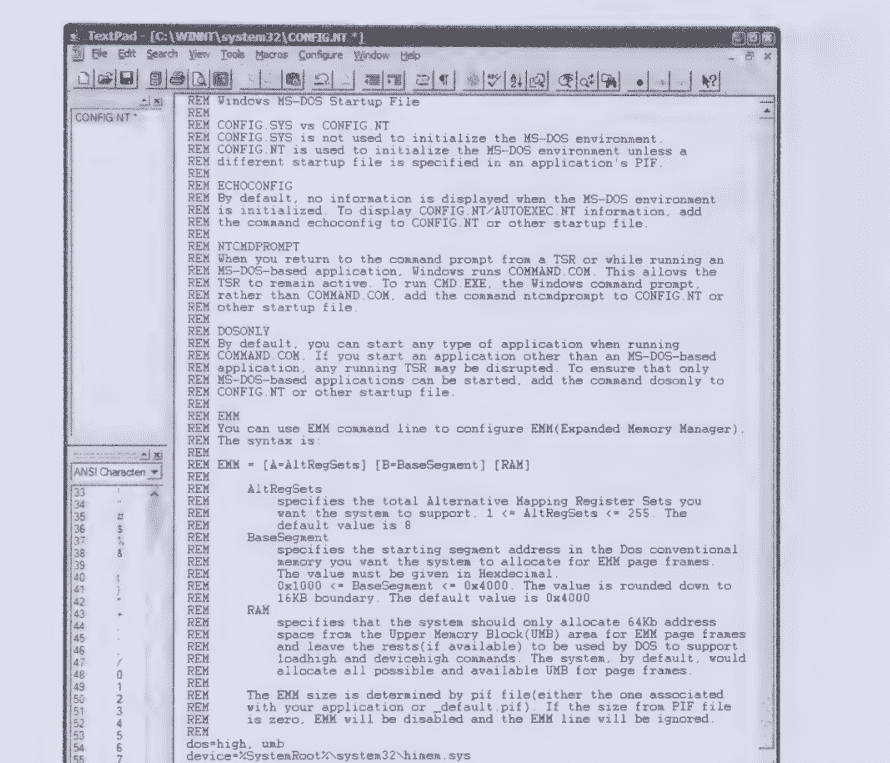 TextPad - [C:\WINNT\system32\CONFIG.NT *]
File Edit Search View Tools Macros Configure Window Help
CONFIG.NT *
REM Windows MS-DOS Startup File
REM
REM CONFIG.SYS vs CONFIG.NT
REM CONFIG.SYS is not used to initialize the MS-DOS environment.
REM CONFIG.NT is used to initialize the MS-DOS environment unless a
REM different startup file is specified in an application's PIF.
REM
REM ECHOCONFIG
REM By default, no information is displayed when the MS-DOS environment
REM is initialized. To display CONFIG.NT/AUTOEXEC.NT information, add
REM the command echoconfig to CONFIG.NT or other startup file.
REM
REM NTCMDPROMPT
REM When you return to the command prompt from a TSR or while running an
REM MS-DOS-based application, Windows runs COMMAND.COM. This allows the
REM TSR to remain active. To run CMD.EXE, the Windows command prompt,
REM rather than COMMAND.COM, add the command ntcmdprompt to CONFIG.NT or
REM other startup file.
REM
REM DOSONLY
REM By default, you can start any type of application when running
REM COMMAND.COM. If you start an application other than an MS-DOS-based
REM application, any running TSR may be disrupted. To ensure that only
REM MS-DOS-based applications can be started, add the command dosonly to
REM CONFIG.NT or other startup file.
REM
REM EMM
REM You can use EMM command line to configure EMM(Expanded Memory Manager).
REM The syntax is:
REM
REM EMM = [A=AltRegSets] [B=BaseSegment] [RAM]
REM
REM AltRegSets
REM specifies the total Alternative Mapping Register Sets you
REM want the system to support. 1 <= AltRegSets <= 255. The
REM default value is 8
REM BaseSegment
REM specifies the starting segment address in the Dos conventional
REM memory you want the system to allocate for EMM page frames.
REM The value must be given in Hexdecimal.
REM 0x1000 <= BaseSegment <= 0x4000. The value is rounded down to
REM 16KB boundary. The default value is 0x4000
REM RAM
REM specifies that the system should only allocate 64Kb address
REM space from the Upper Memory Block(UMB) area for EMM page frames
REM and leave the rests(if available) to be used by DOS to support
REM loadhigh and devicehigh commands. The system, by default, would
REM allocate all possible and available UMB for page frames.
REM
REM The EMM size is determined by pif file(either the one associated
REM with your application or _default.pif). If the size from PIF file
REM is zero, EMM will be disabled and the EMM line will be ignored.
REM
dos=high, umb
device=%SystemRoot%\system32\himem.sys
ANSI Characters
33 !
34 "
35 #
36 $
37 %
38 &
39
40 (
41 )
42 *
43 +
44
45
46 .
47 /
48 0
49 1
50 2
51 3
52 4
53 5
54 6
55 7